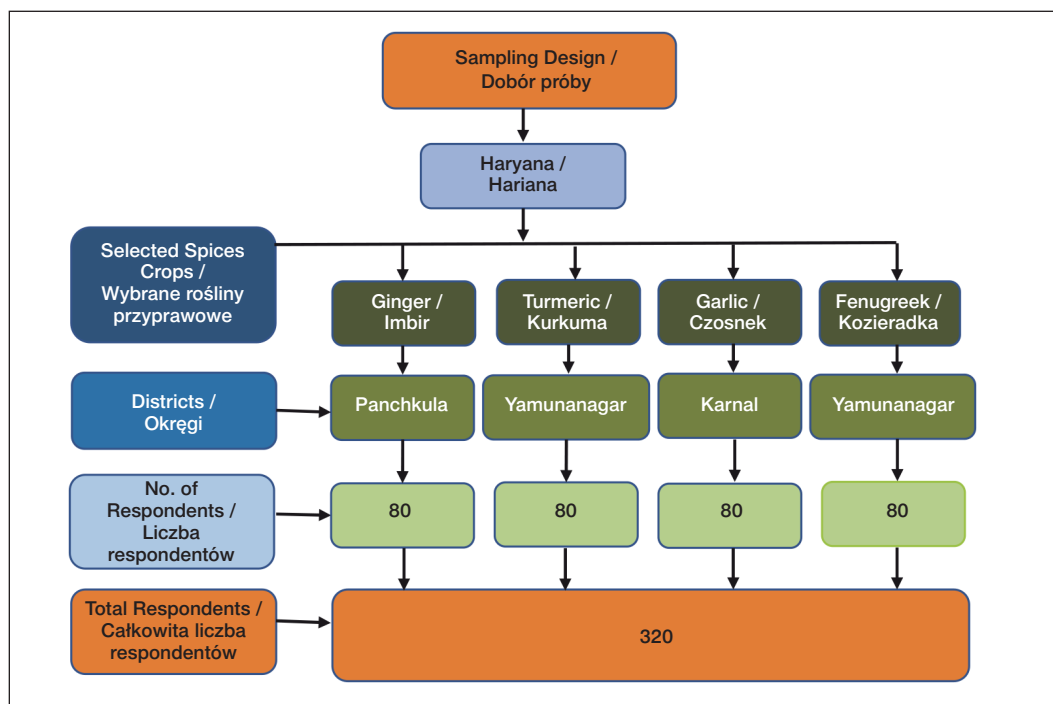 Sampling Design /
Dobór próby
Haryana /
Hariana
Selected Spices
Crops /
Wybrane rośliny
przyprawowe
Ginger /
Imbir
Turmeric /
Kurkuma
Garlic /
Czosnek
Fenugreek /
Kozieradka
Districts /
Okręgi
Panchkula
Yamunanagar
Karnal
Yamunanagar
No. of
Respondents /
Liczba
respondentów
80
80
80
80
Total Respondents /
Całkowita liczba
respondentów
320